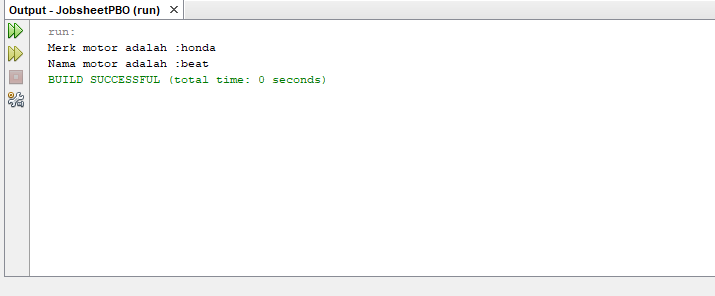 Output - JobsheetPBO (run)
run:
Merk motor adalah :honda
Nama motor adalah :beat
BUILD SUCCESSFUL (total time: 0 seconds)